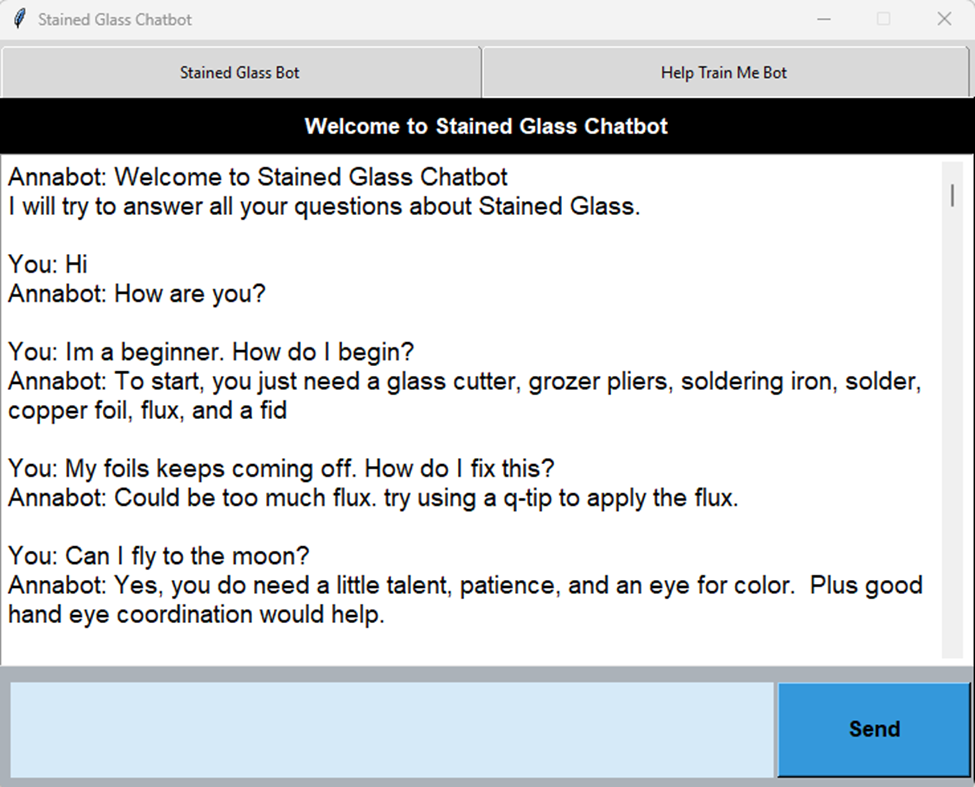 Stained Glass Chatbot
Stained Glass Bot
Help Train Me Bot
Welcome to Stained Glass Chatbot
Annabot: Welcome to Stained Glass Chatbot
I will try to answer all your questions about Stained Glass.
You: Hi
Annabot: How are you?
You: Im a beginner. How do I begin?
Annabot: To start, you just need a glass cutter, grozer pliers, soldering iron, solder,
copper foil, flux, and a fid
You: My foils keeps coming off. How do I fix this?
Annabot: Could be too much flux. try using a q-tip to apply the flux.
You: Can I fly to the moon?
Annabot: Yes, you do need a little talent, patience, and an eye for color.  Plus good
hand eye coordination would help.
Send